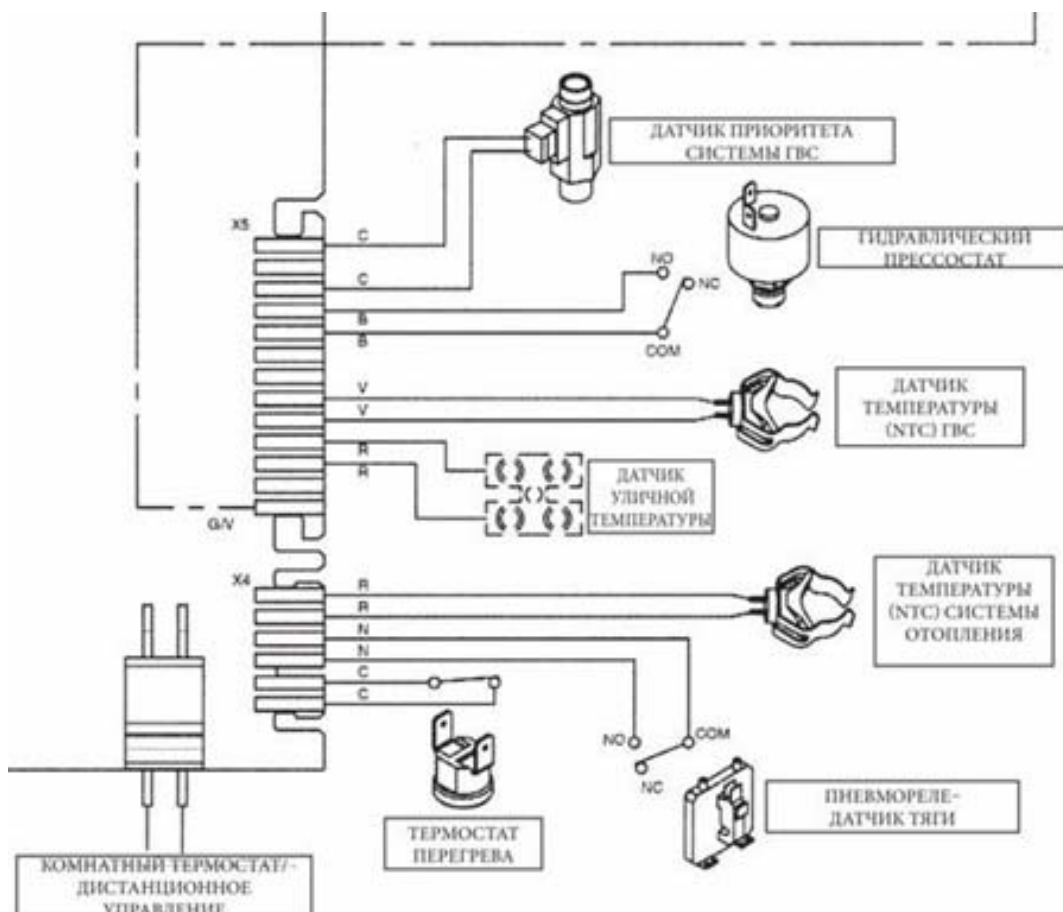 ДАТЧИК ПРИОРИТЕТА
СИСТЕМЫ ГВС
X5
C
C
ГИДРАВЛИЧЕСКИЙ
ПРЕССОСТАТ
NO
NC
B
B
COM
V
V
ДАТЧИК
ТЕМПЕРАТУРЫ
(NTC) ГВС
R
R
ДАТЧИК
УЛИЧНОЙ
ТЕМПЕРАТУРЫ
G/V
X4
R
R
N
N
C
C
ДАТЧИК
ТЕМПЕРАТУРЫ
(NTC) СИСТЕМЫ
ОТОПЛЕНИЯ
NO
COM
NC
ПНЕВМОРЕЛЕ-
ДАТЧИК ТЯГИ
ТЕРМОСТАТ
ПЕРЕГРЕВА
КОМНАТНЫЙ ТЕРМОСТАТ/-
ДИСТАНЦИОННОЕ
УПРАВЛЕНИЕ